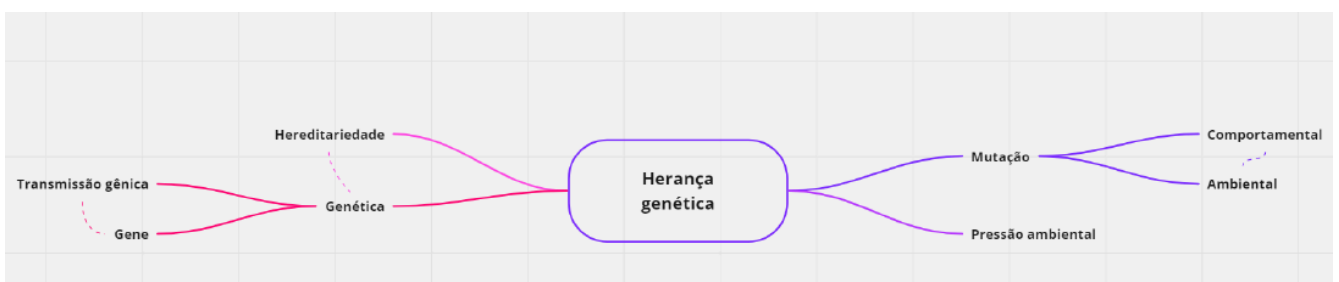 Hereditariedade
Transmissão gênica
Genética
Gene
Herança
genética
Mutação
Comportamental
Ambiental
Pressão ambiental